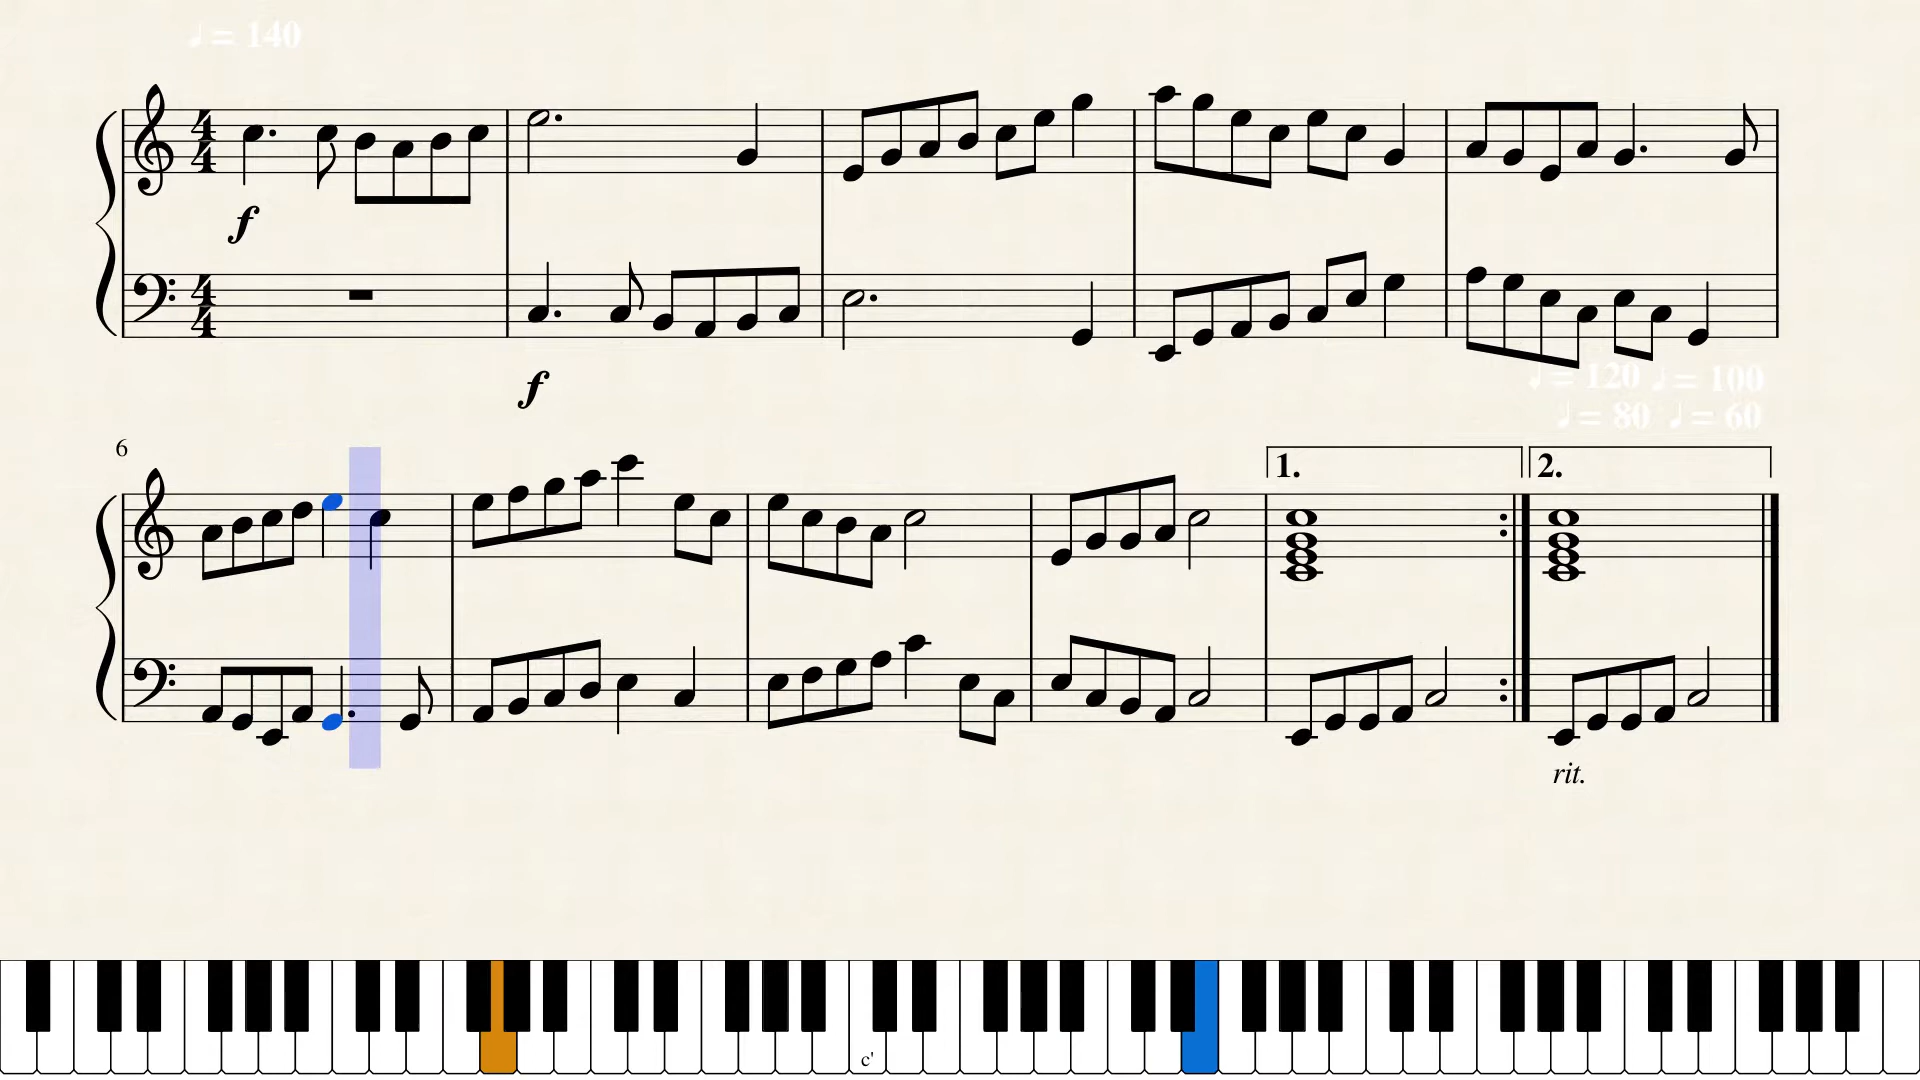 ♩ = 140
4 4
f
4 4
f
♩ = 120 ♩ = 100
♩ = 80 ♩ = 60
6
1. 2.
rit.
c'